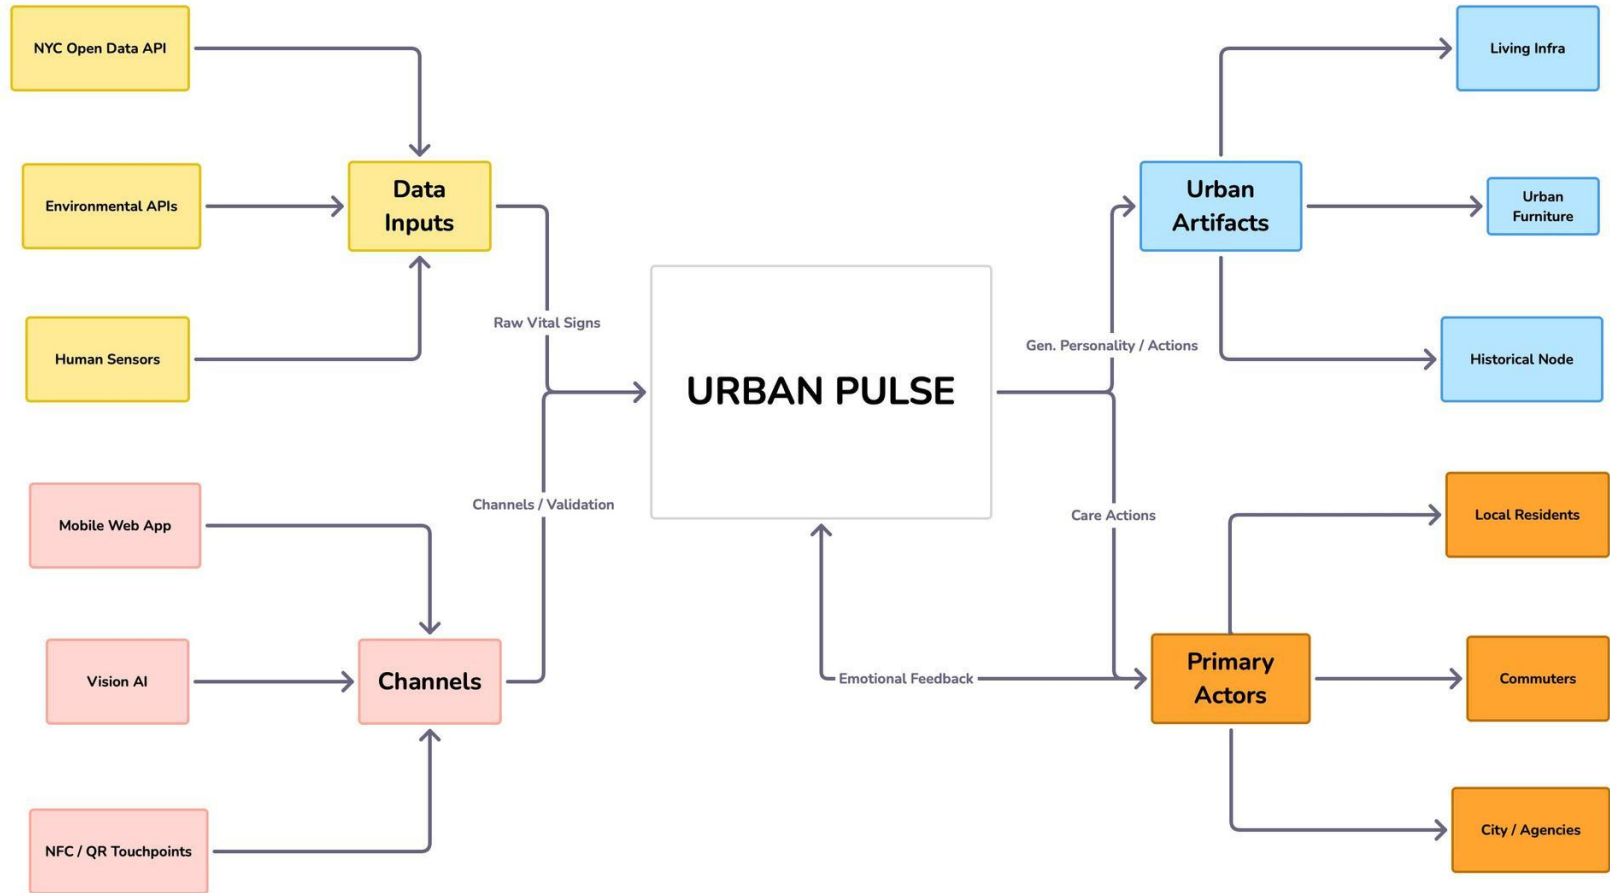 NYC Open Data API
Living Infra
Environmental APIs
Data
Inputs
Urban
Artifacts
Urban
Furniture
Raw Vital Signs
Gen. Personality / Actions
Human Sensors
Historical Node
URBAN PULSE
Channels / Validation
Care Actions
Mobile Web App
Local Residents
Vision AI
Channels
Emotional Feedback
Primary
Actors
Commuters
NFC / QR Touchpoints
City / Agencies